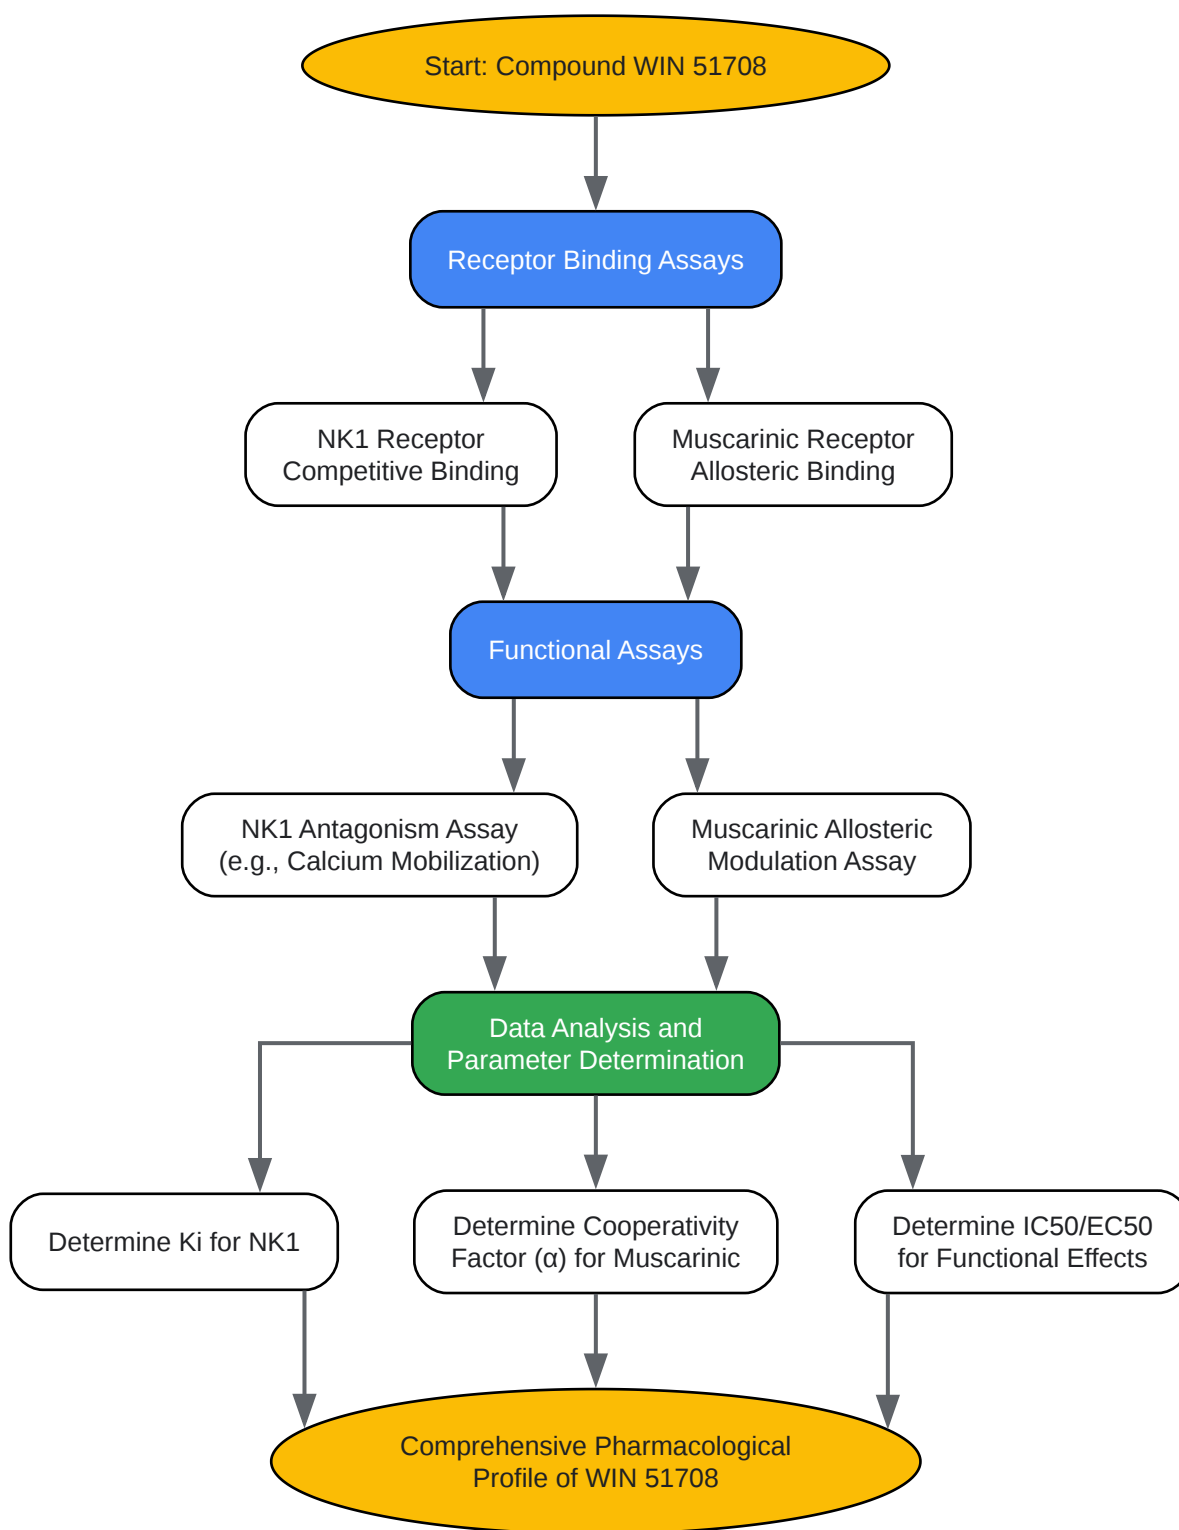 Start: Compound WIN 51708
Receptor Binding Assays
NK1 Receptor
Competitive Binding
Muscarinic Receptor
Allosteric Binding
Functional Assays
NK1 Antagonism Assay
(e.g., Calcium Mobilization)
Muscarinic Allosteric
Modulation Assay
Data Analysis and
Parameter Determination
Determine Ki for NK1
Determine Cooperativity
Factor (α) for Muscarinic
Determine IC50/EC50
for Functional Effects
Comprehensive Pharmacological
Profile of WIN 51708